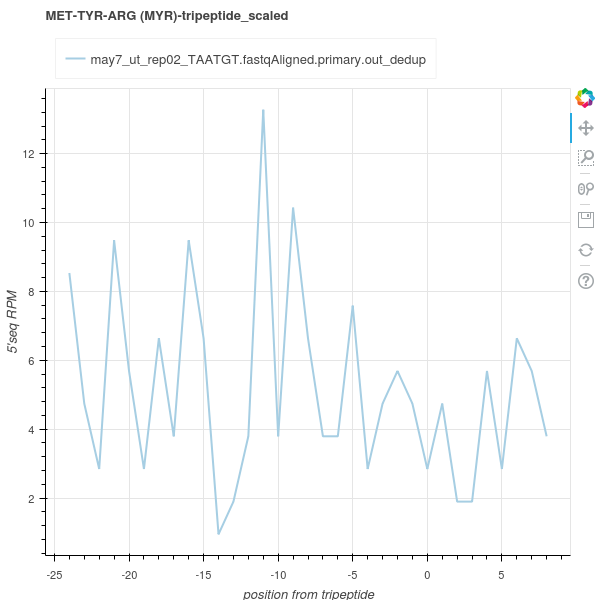 MET-TYR-ARG (MYR)-tripeptide_scaled
may7_ut_rep02_TAATGT.fastqAligned.primary.out_dedup
12
10
8
6
4
2
5'seq RPM
-25 -20 -15 -10 -5 0 5
position from tripeptide